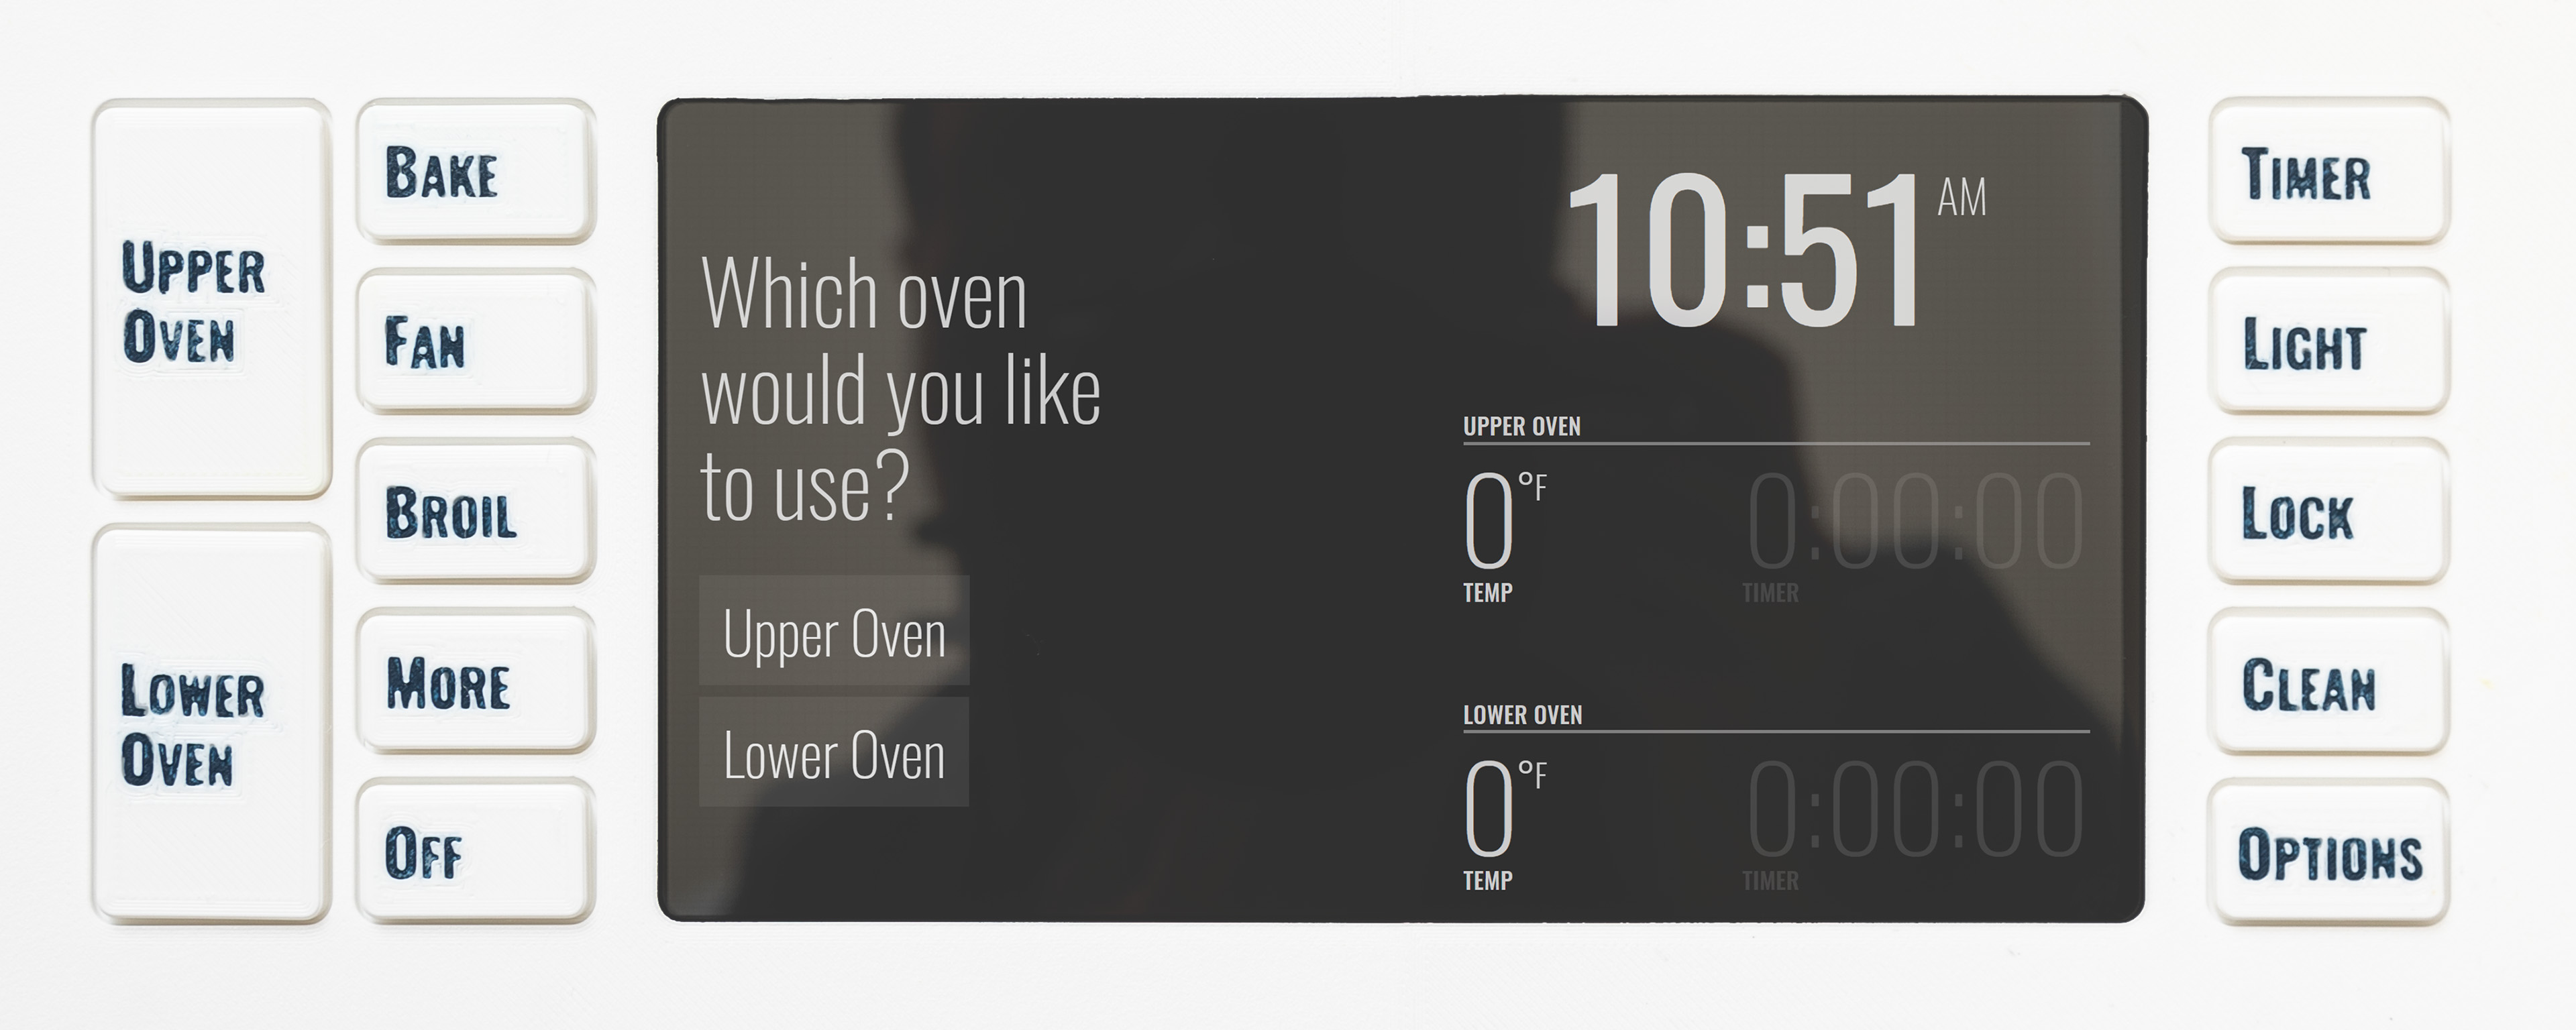 UPPER
OVEN
LOWER
OVEN
BAKE
FAN
BROIL
MORE
OFF
Which oven
would you like
to use?
Upper Oven
Lower Oven
10:51 AM
UPPER OVEN
0°F 0:00:00
TEMP TIMER
LOWER OVEN
0°F 0:00:00
TEMP TIMER
TIMER
LIGHT
LOCK
CLEAN
OPTIONS